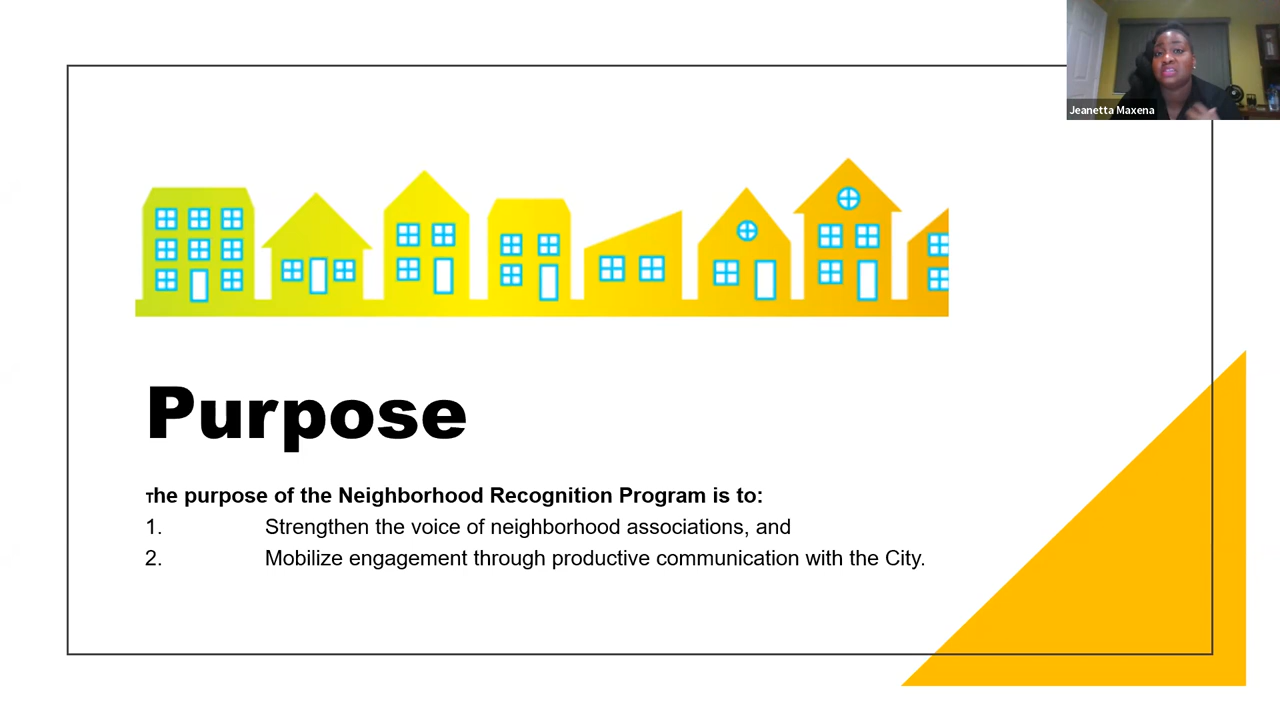 Jeanetta Maxena
Purpose
The purpose of the Neighborhood Recognition Program is to:
1. Strengthen the voice of neighborhood associations, and
2. Mobilize engagement through productive communication with the City.